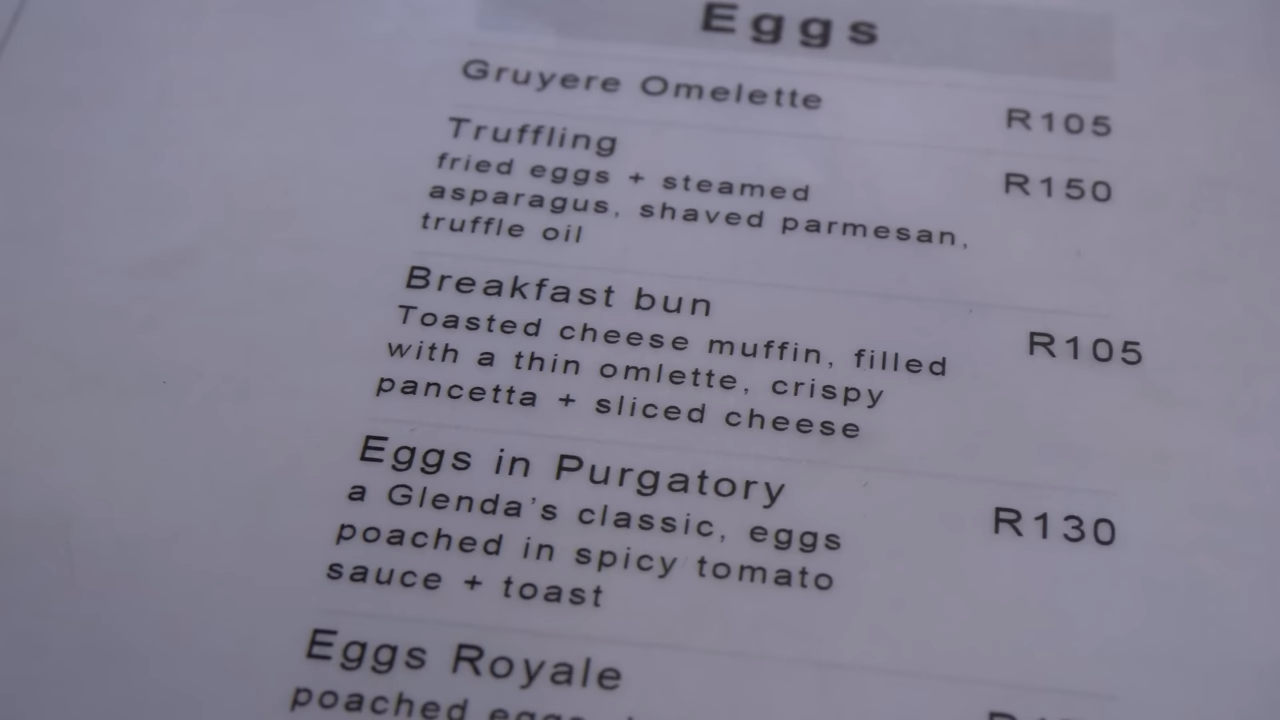 Eggs
Gruyere Omelette R105
Truffling R150
fried eggs + steamed
asparagus, shaved parmesan,
truffle oil
Breakfast bun R105
Toasted cheese muffin, filled
with a thin omlette, crispy
pancetta + sliced cheese
Eggs in Purgatory R130
a Glenda's classic, eggs
poached in spicy tomato
sauce + toast
Eggs Royale
poached eggs